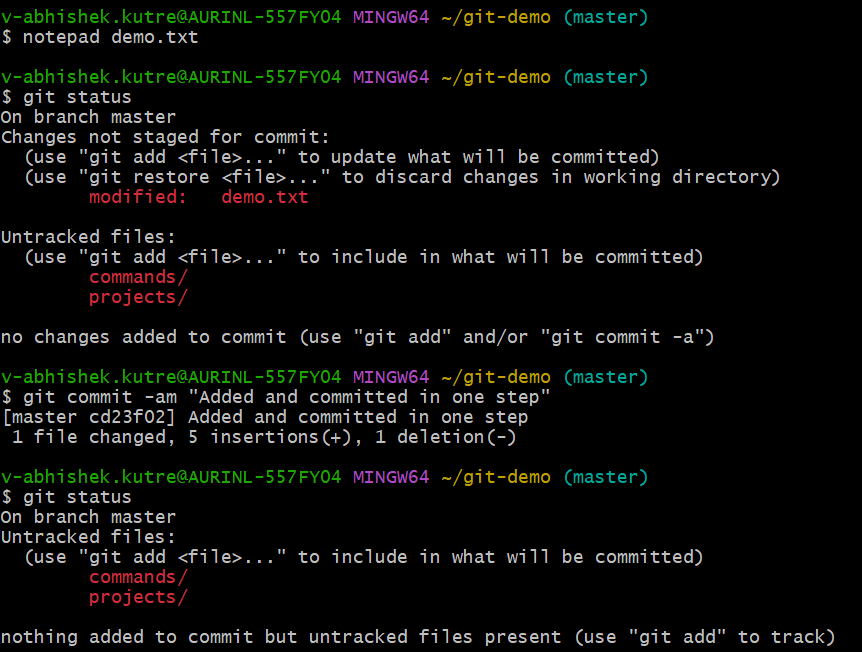 v-abhishek.kutre@AURINL-557FY04 MINGW64 ~/git-demo (master)
$ notepad demo.txt

v-abhishek.kutre@AURINL-557FY04 MINGW64 ~/git-demo (master)
$ git status
On branch master
Changes not staged for commit:
  (use "git add <file>..." to update what will be committed)
  (use "git restore <file>..." to discard changes in working directory)
        modified:   demo.txt

Untracked files:
  (use "git add <file>..." to include in what will be committed)
        commands/
        projects/

no changes added to commit (use "git add" and/or "git commit -a")

v-abhishek.kutre@AURINL-557FY04 MINGW64 ~/git-demo (master)
$ git commit -am "Added and committed in one step"
[master cd23f02] Added and committed in one step
 1 file changed, 5 insertions(+), 1 deletion(-)

v-abhishek.kutre@AURINL-557FY04 MINGW64 ~/git-demo (master)
$ git status
On branch master
Untracked files:
  (use "git add <file>..." to include in what will be committed)
        commands/
        projects/

nothing added to commit but untracked files present (use "git add" to track)